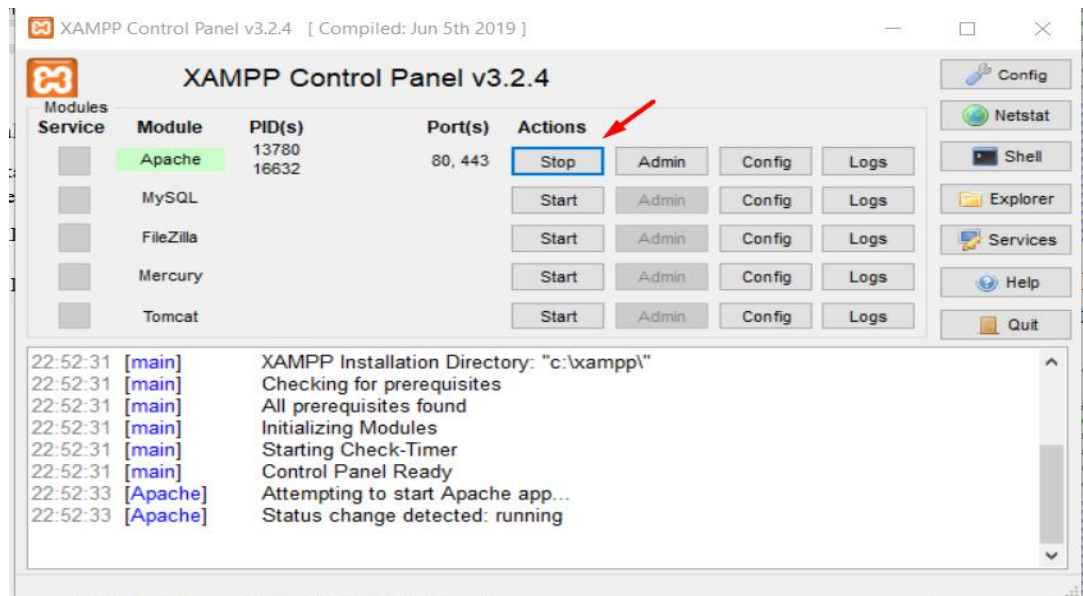 XAMPP Control Panel v3.2.4 [ Compiled: Jun 5th 2019 ]
XAMPP Control Panel v3.2.4
Config
Modules
Service Module PID(s) Port(s) Actions
Netstat
Apache 13780 80, 443 Stop Admin Config Logs
16632
Shell
MySQL Start Admin Config Logs
Explorer
FileZilla Start Admin Config Logs
Services
Mercury Start Admin Config Logs
Help
Tomcat Start Admin Config Logs
Quit
22:52:31 [main] XAMPP Installation Directory: "c:\xampp\"
22:52:31 [main] Checking for prerequisites
22:52:31 [main] All prerequisites found
22:52:31 [main] Initializing Modules
22:52:31 [main] Starting Check-Timer
22:52:31 [main] Control Panel Ready
22:52:33 [Apache] Attempting to start Apache app...
22:52:33 [Apache] Status change detected: running